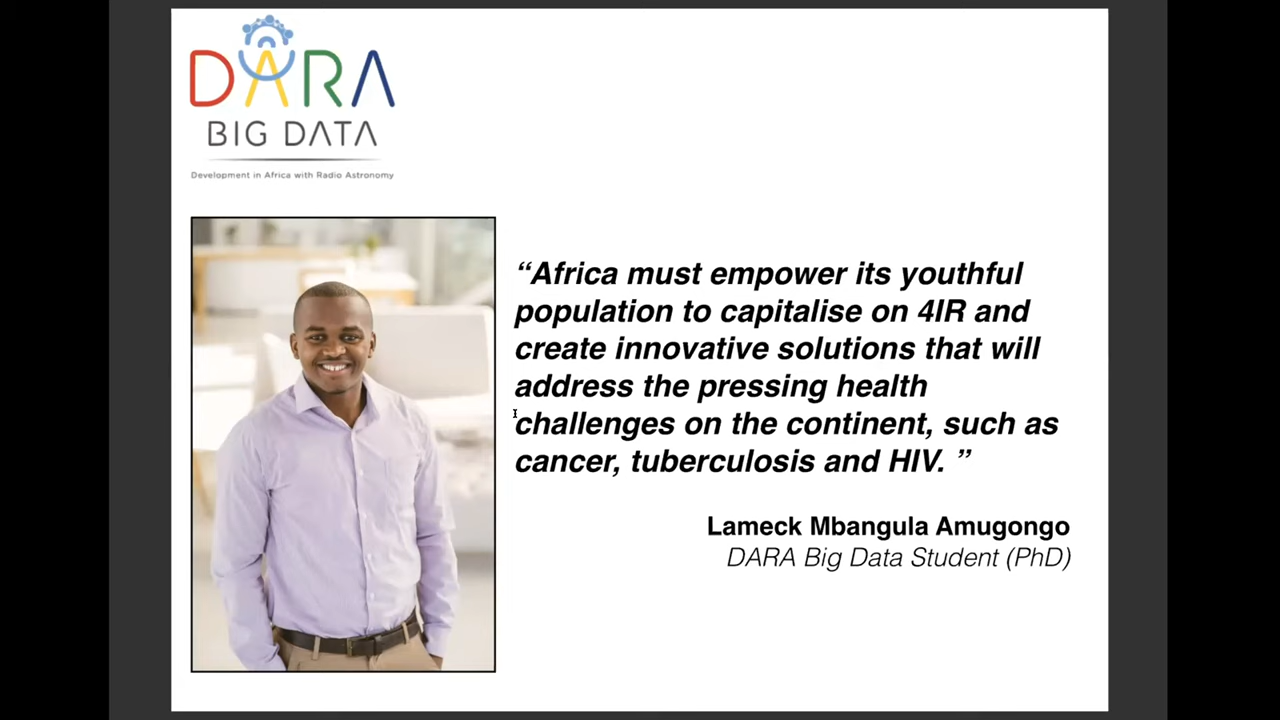 DARA
BIG DATA
Development in Africa with Radio Astronomy
“Africa must empower its youthful
population to capitalise on 4IR and
create innovative solutions that will
address the pressing health
challenges on the continent, such as
cancer, tuberculosis and HIV. ”
Lameck Mbangula Amugongo
DARA Big Data Student (PhD)